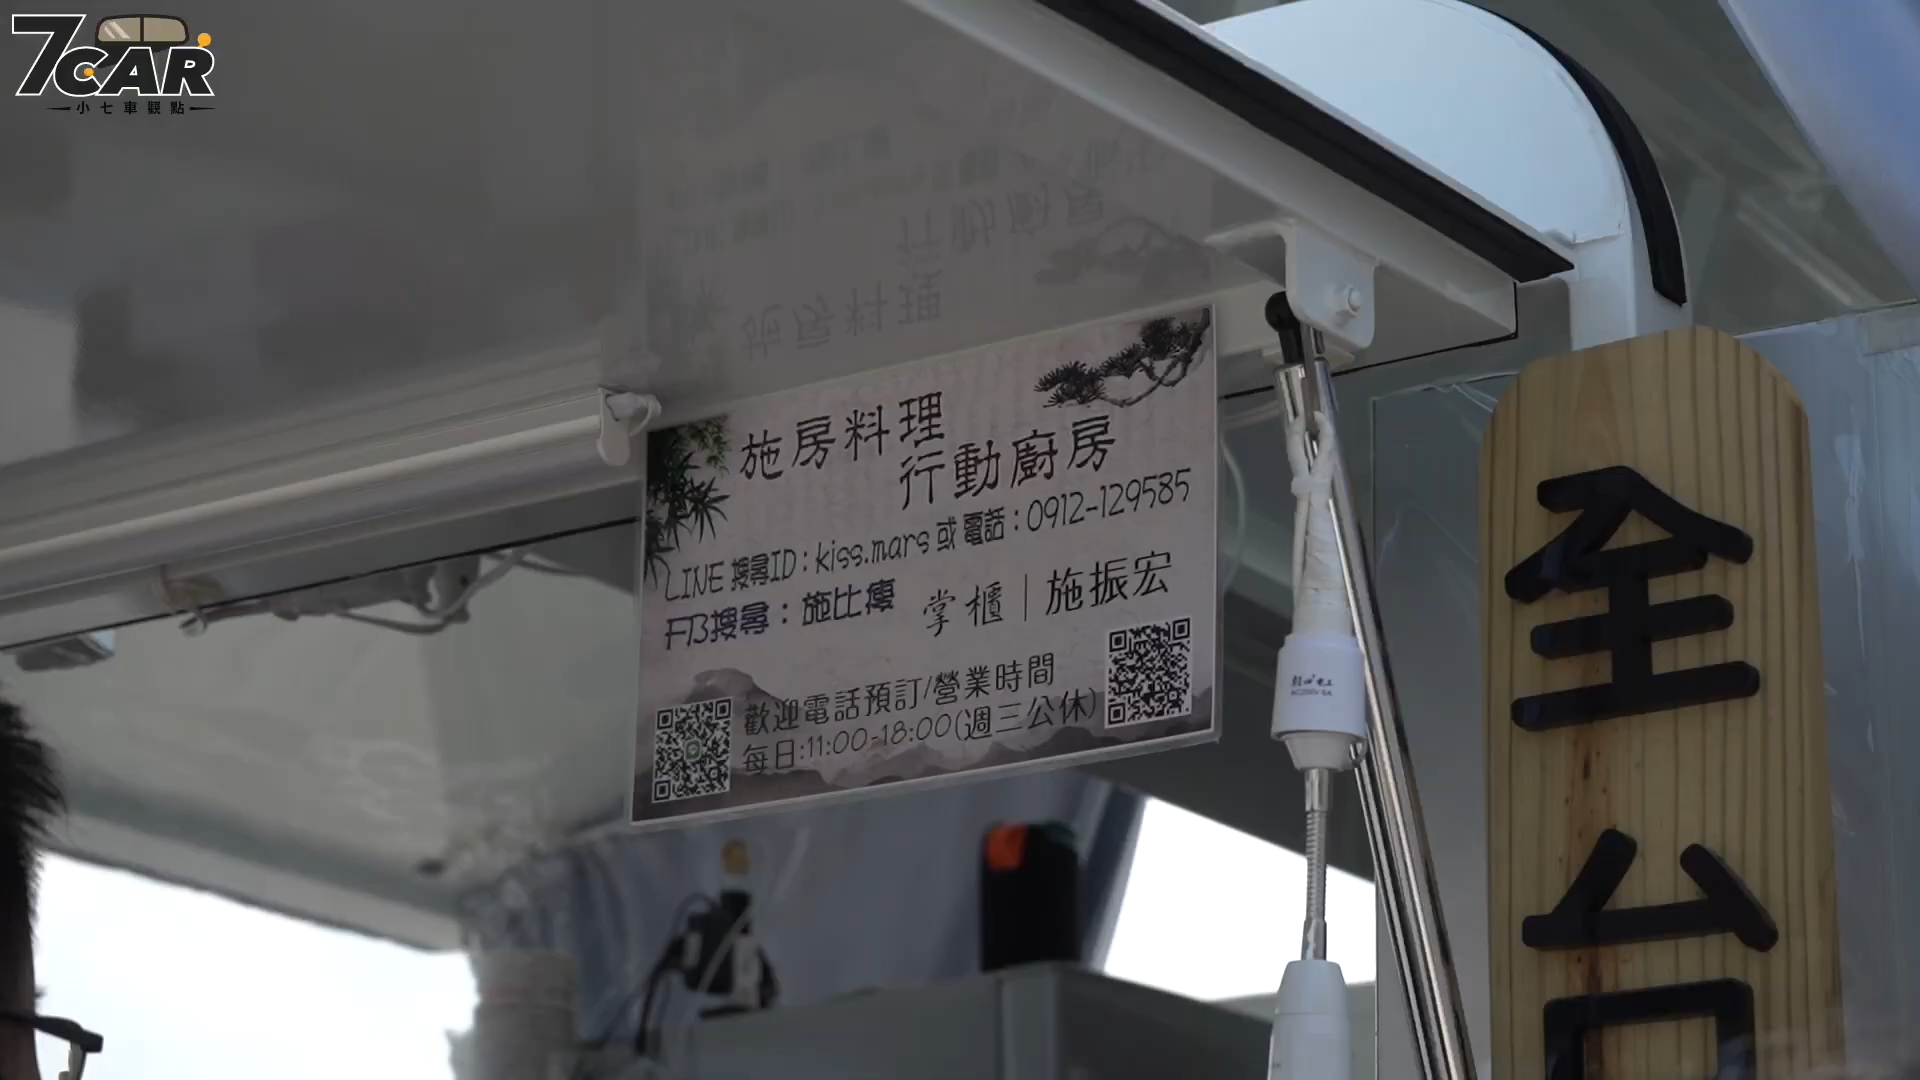 7CAR
小七車觀點
施房料理
行動廚房
LINE 搜尋ID:kiss.mars 或 電話:0912-129585
FB搜尋:施比傳
掌櫃|施振宏
歡迎電話預訂/營業時間
每日:11:00-18:00(週三公休)
全台